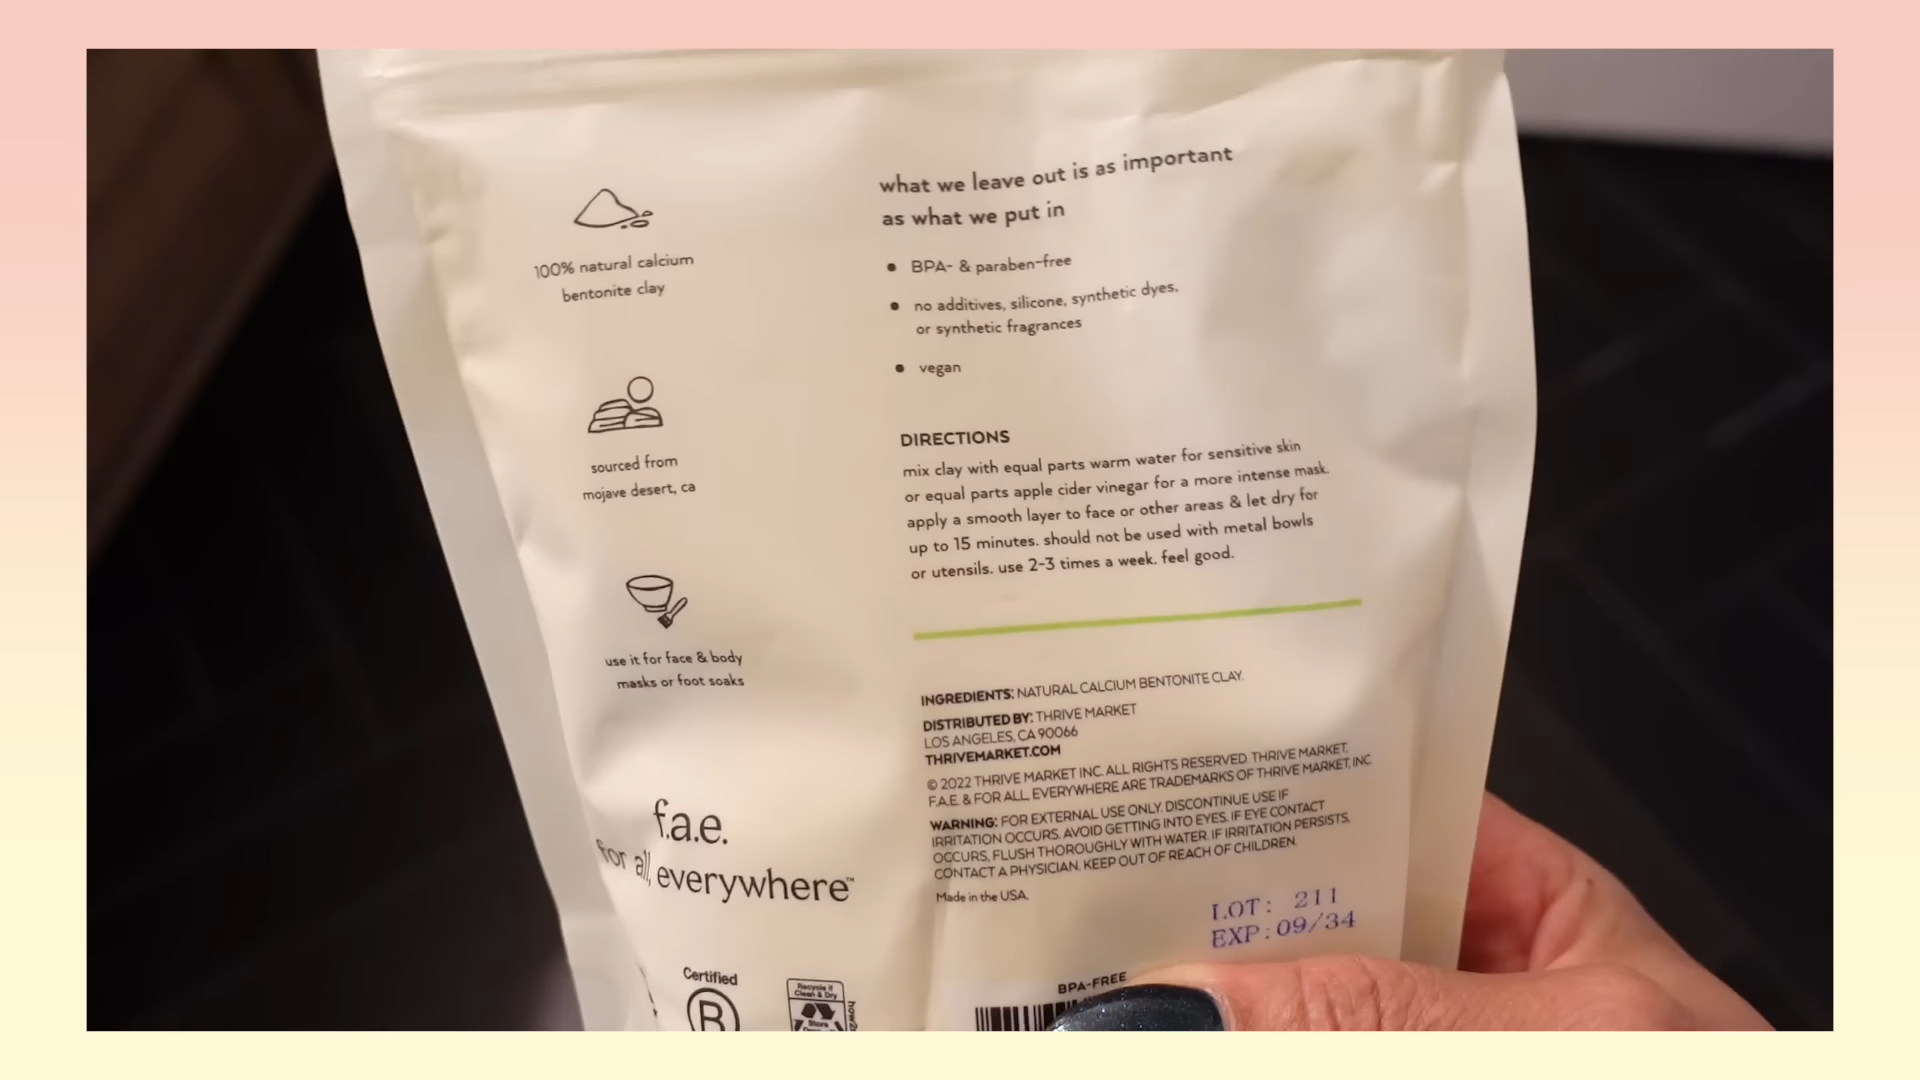 100% natural calcium
bentonite clay
sourced from
mojave desert, ca
use it for face & body
masks or foot soaks
f.a.e.
for all, everywhere™
Certified
B
Recycle if
Clean & Dry
Store
what we leave out is as important
as what we put in
• BPA- & paraben-free
• no additives, silicone, synthetic dyes,
or synthetic fragrances
• vegan
DIRECTIONS
mix clay with equal parts warm water for sensitive skin
or equal parts apple cider vinegar for a more intense mask.
apply a smooth layer to face or other areas & let dry for
up to 15 minutes. should not be used with metal bowls
or utensils. use 2-3 times a week. feel good.
INGREDIENTS: NATURAL CALCIUM BENTONITE CLAY.
DISTRIBUTED BY: THRIVE MARKET
LOS ANGELES, CA 90066
THRIVEMARKET.COM
© 2022 THRIVE MARKET INC. ALL RIGHTS RESERVED. THRIVE MARKET,
F.A.E. & FOR ALL, EVERYWHERE ARE TRADEMARKS OF THRIVE MARKET, INC.
WARNING: FOR EXTERNAL USE ONLY. DISCONTINUE USE IF
IRRITATION OCCURS. AVOID GETTING INTO EYES. IF EYE CONTACT
OCCURS, FLUSH THOROUGHLY WITH WATER. IF IRRITATION PERSISTS,
CONTACT A PHYSICIAN. KEEP OUT OF REACH OF CHILDREN.
Made in the USA.
LOT: 211
EXP:09/34
BPA-FREE